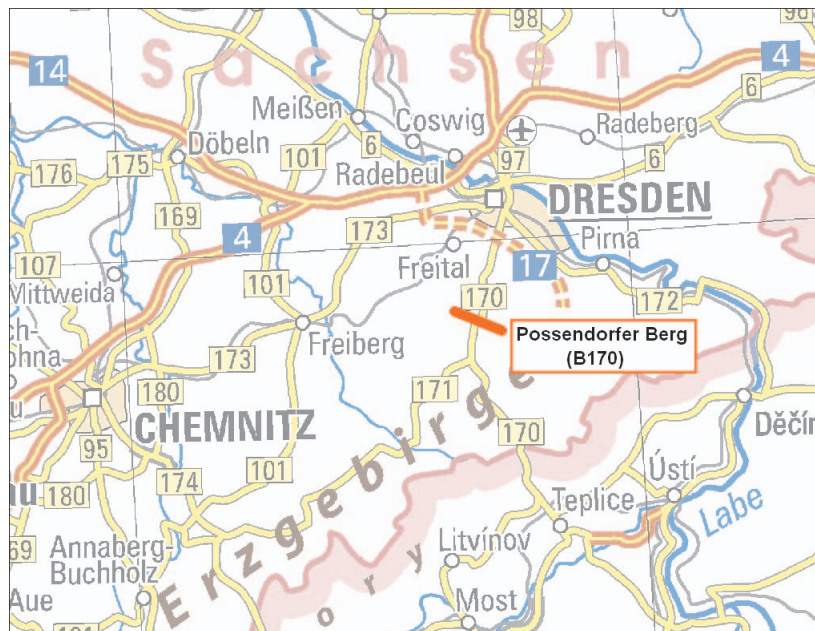 98
96
Sachsen
14
4
6
Meißen
Coswig
Radeberg
Döbeln
6
101
97
6
175
176
Radebeul
DRESDEN
169
173
4
Pirna
107
Freital
17
101
Mittweida
170
172
Freiberg
Possendorfer Berg
(B170)
173
180
171
CHEMNITZ
Děčín
95
170
101
Ústí
180
174
Teplice
Labe
Erzgebirge
69
Annaberg-
Buchholz
Litvínov
Aue
ory
Most